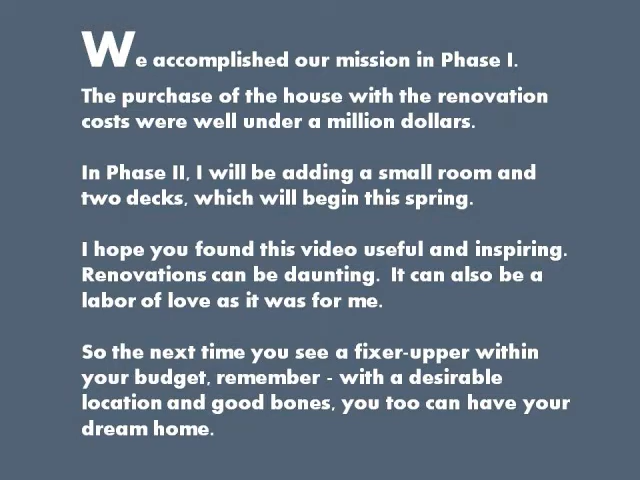 We accomplished our mission in Phase I.
The purchase of the house with the renovation
costs were well under a million dollars.
In Phase II, I will be adding a small room and
two decks, which will begin this spring.
I hope you found this video useful and inspiring.
Renovations can be daunting.  It can also be a
labor of love as it was for me.
So the next time you see a fixer-upper within
your budget, remember - with a desirable
location and good bones, you too can have your
dream home.